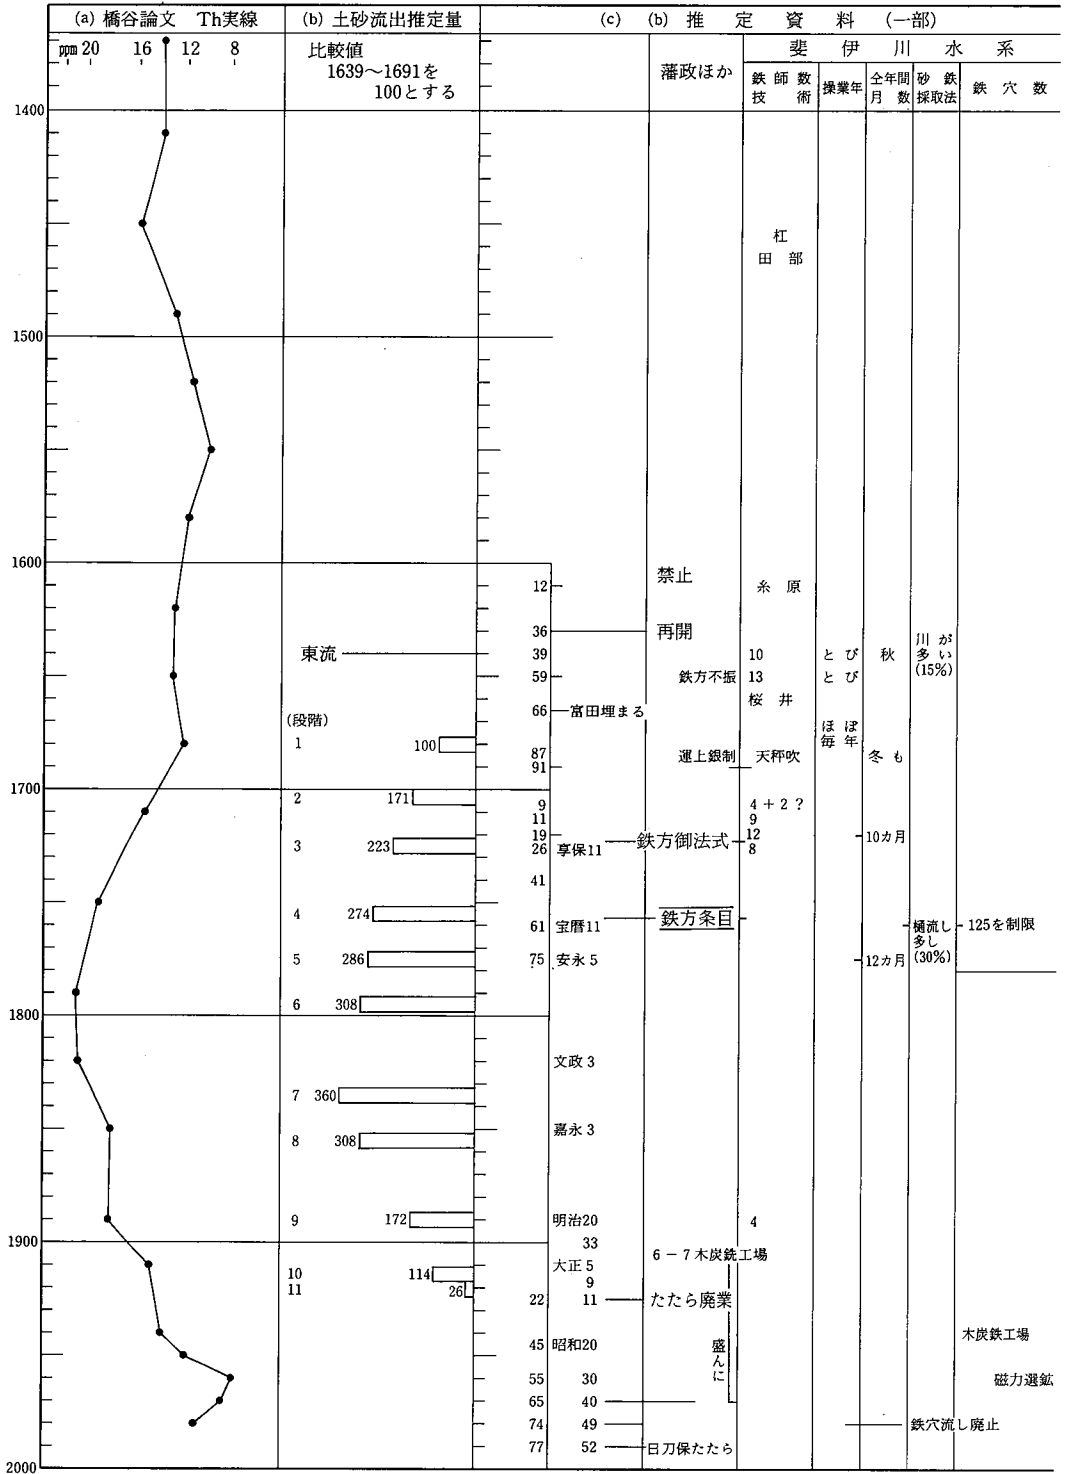 (a) 橋谷論文 Th実線
(b) 土砂流出推定量
(c) (b) 推定資料 (一部)
ppm 20 16 12 8
比較値
1639〜1691を
100とする
藩政ほか
斐伊川水系
鉄師数
技術
操業年
仝年間
月数
砂鉄
採取法
鉄穴数
1400
杠
田部
1500
1600
禁止
12
糸原
36
再開
川が
多い
(15%)
東流
39
10
とび
秋
59
鉄方不振
13
とび
桜井
66
富田埋まる
(段階)
ほぼ
毎年
1
100
87
運上銀制
天秤吹
冬も
91
1700
2
171
9
4+2?
11
9
19
12
10カ月
鉄方御法式
3
223
26
享保11
8
41
4
274
鉄方条目
61
宝暦11
樋流し
多し
(30%)
125を制限
5
286
75
安永5
12カ月
6
308
1800
文政3
7
360
嘉永3
8
308
9
172
明治20
4
1900
33
6-7木炭銑工場
大正5
10
114
9
11
26
22
11
たたら廃業
木炭銑工場
45
昭和20
盛んに
55
30
磁力選鉱
65
40
74
49
鉄穴流し廃止
77
52
日刀保たたら
2000